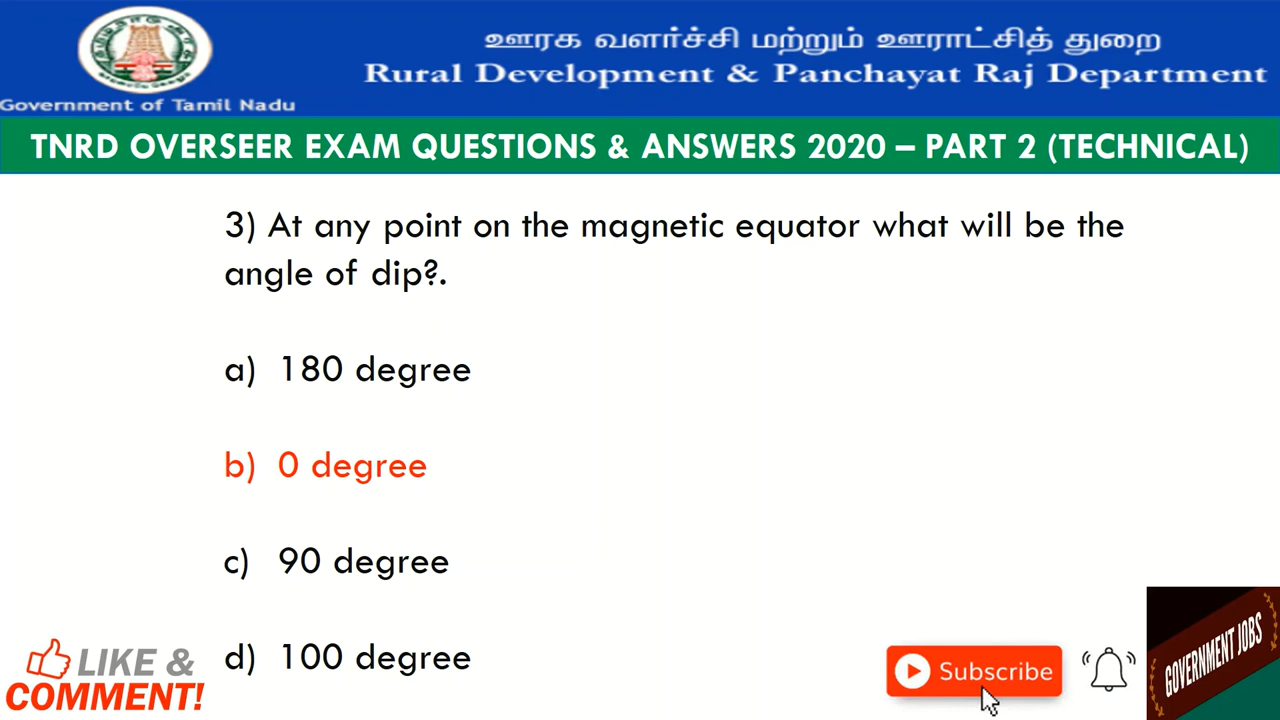 ஊரக வளர்ச்சி மற்றும் ஊராட்சித் துறை
Rural Development & Panchayat Raj Department
Government of Tamil Nadu
TNRD OVERSEER EXAM QUESTIONS & ANSWERS 2020 – PART 2 (TECHNICAL)
3) At any point on the magnetic equator what will be the
angle of dip?.
a) 180 degree
b) 0 degree
c) 90 degree
d) 100 degree
LIKE &
COMMENT!
Subscribe
GOVERNMENT JOBS